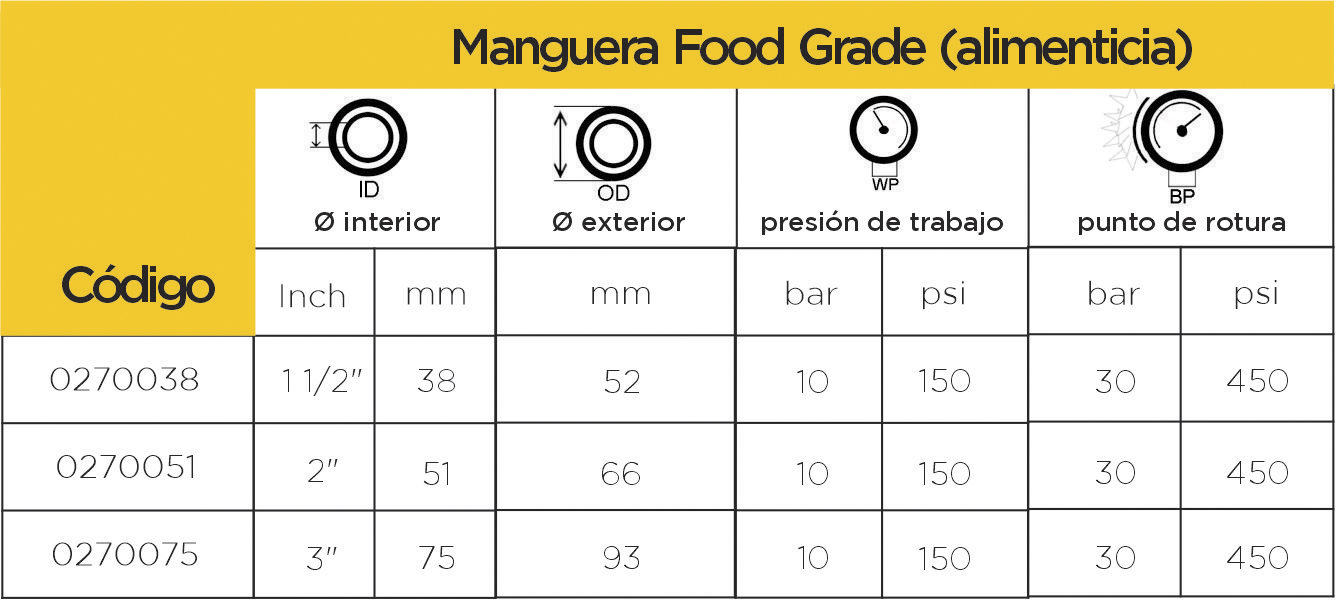 Manguera Food Grade (alimenticia)
ID OD WP BP
Ø interior Ø exterior presión de trabajo punto de rotura
Código Inch mm mm bar psi bar psi
0270038 1 1/2" 38 52 10 150 30 450
0270051 2" 51 66 10 150 30 450
0270075 3" 75 93 10 150 30 450